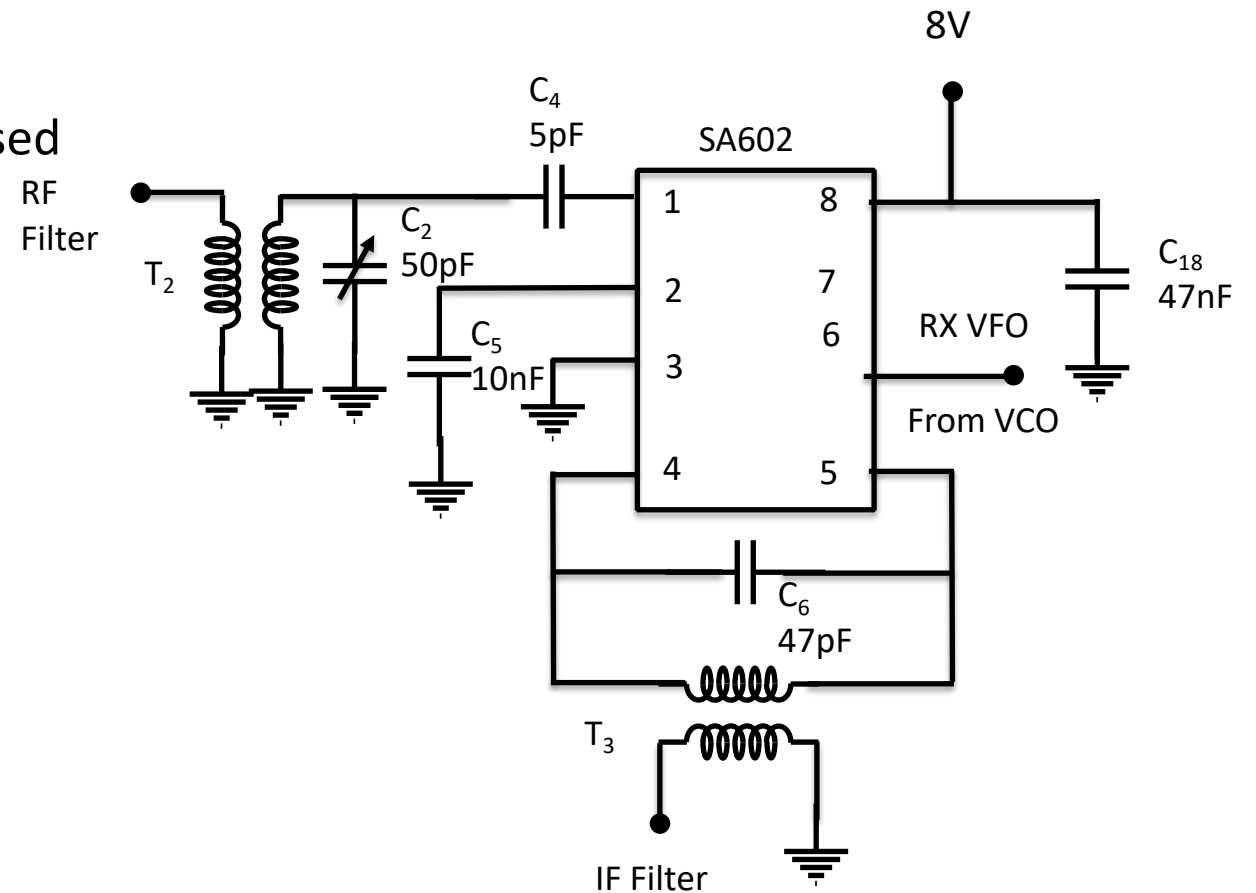 8V
sed
RF
Filter
T2
C2
50pF
C4
5pF
SA602
1
2
3
4
8
7
6
5
C5
10nF
C18
47nF
RX VFO
From VCO
C6
47pF
T3
IF Filter